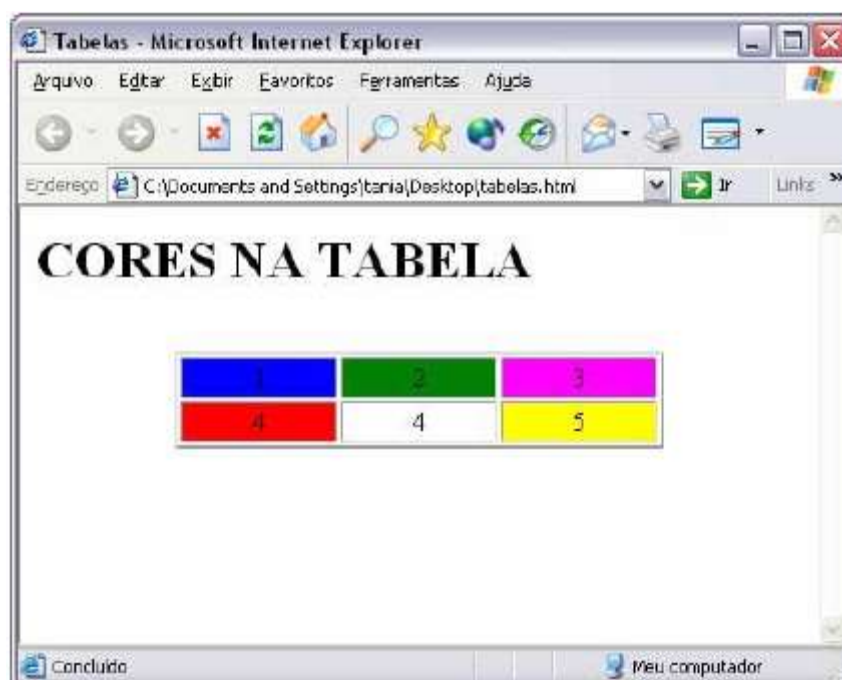 Tabelas - Microsoft Internet Explorer
Arquivo Editar Exibir Favoritos Ferramentas Ajuda
Endereço C:\Documents and Settings\tania\Desktop\tabelas.html Ir Links »
CORES NA TABELA
1 2 3
4 4 5
Concluído Meu computador